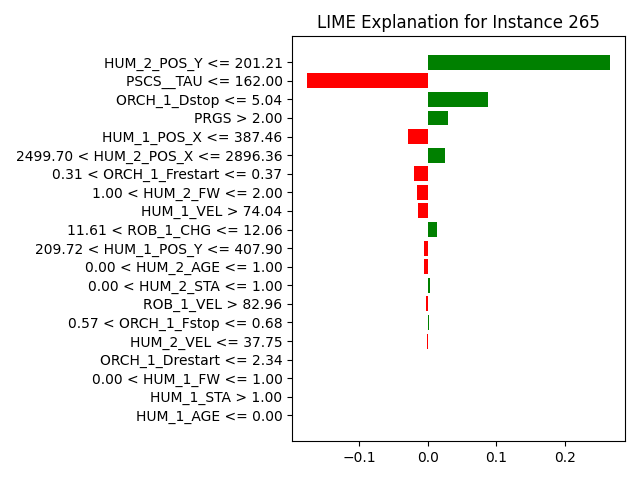 LIME Explanation for Instance 265
HUM_2_POS_Y <= 201.21
PSCS__TAU <= 162.00
ORCH_1_Dstop <= 5.04
PRGS > 2.00
HUM_1_POS_X <= 387.46
2499.70 < HUM_2_POS_X <= 2896.36
0.31 < ORCH_1_Frestart <= 0.37
1.00 < HUM_2_FW <= 2.00
HUM_1_VEL > 74.04
11.61 < ROB_1_CHG <= 12.06
209.72 < HUM_1_POS_Y <= 407.90
0.00 < HUM_2_AGE <= 1.00
0.00 < HUM_2_STA <= 1.00
ROB_1_VEL > 82.96
0.57 < ORCH_1_Fstop <= 0.68
HUM_2_VEL <= 37.75
ORCH_1_Drestart <= 2.34
0.00 < HUM_1_FW <= 1.00
HUM_1_STA > 1.00
HUM_1_AGE <= 0.00
−0.1 0.0 0.1 0.2